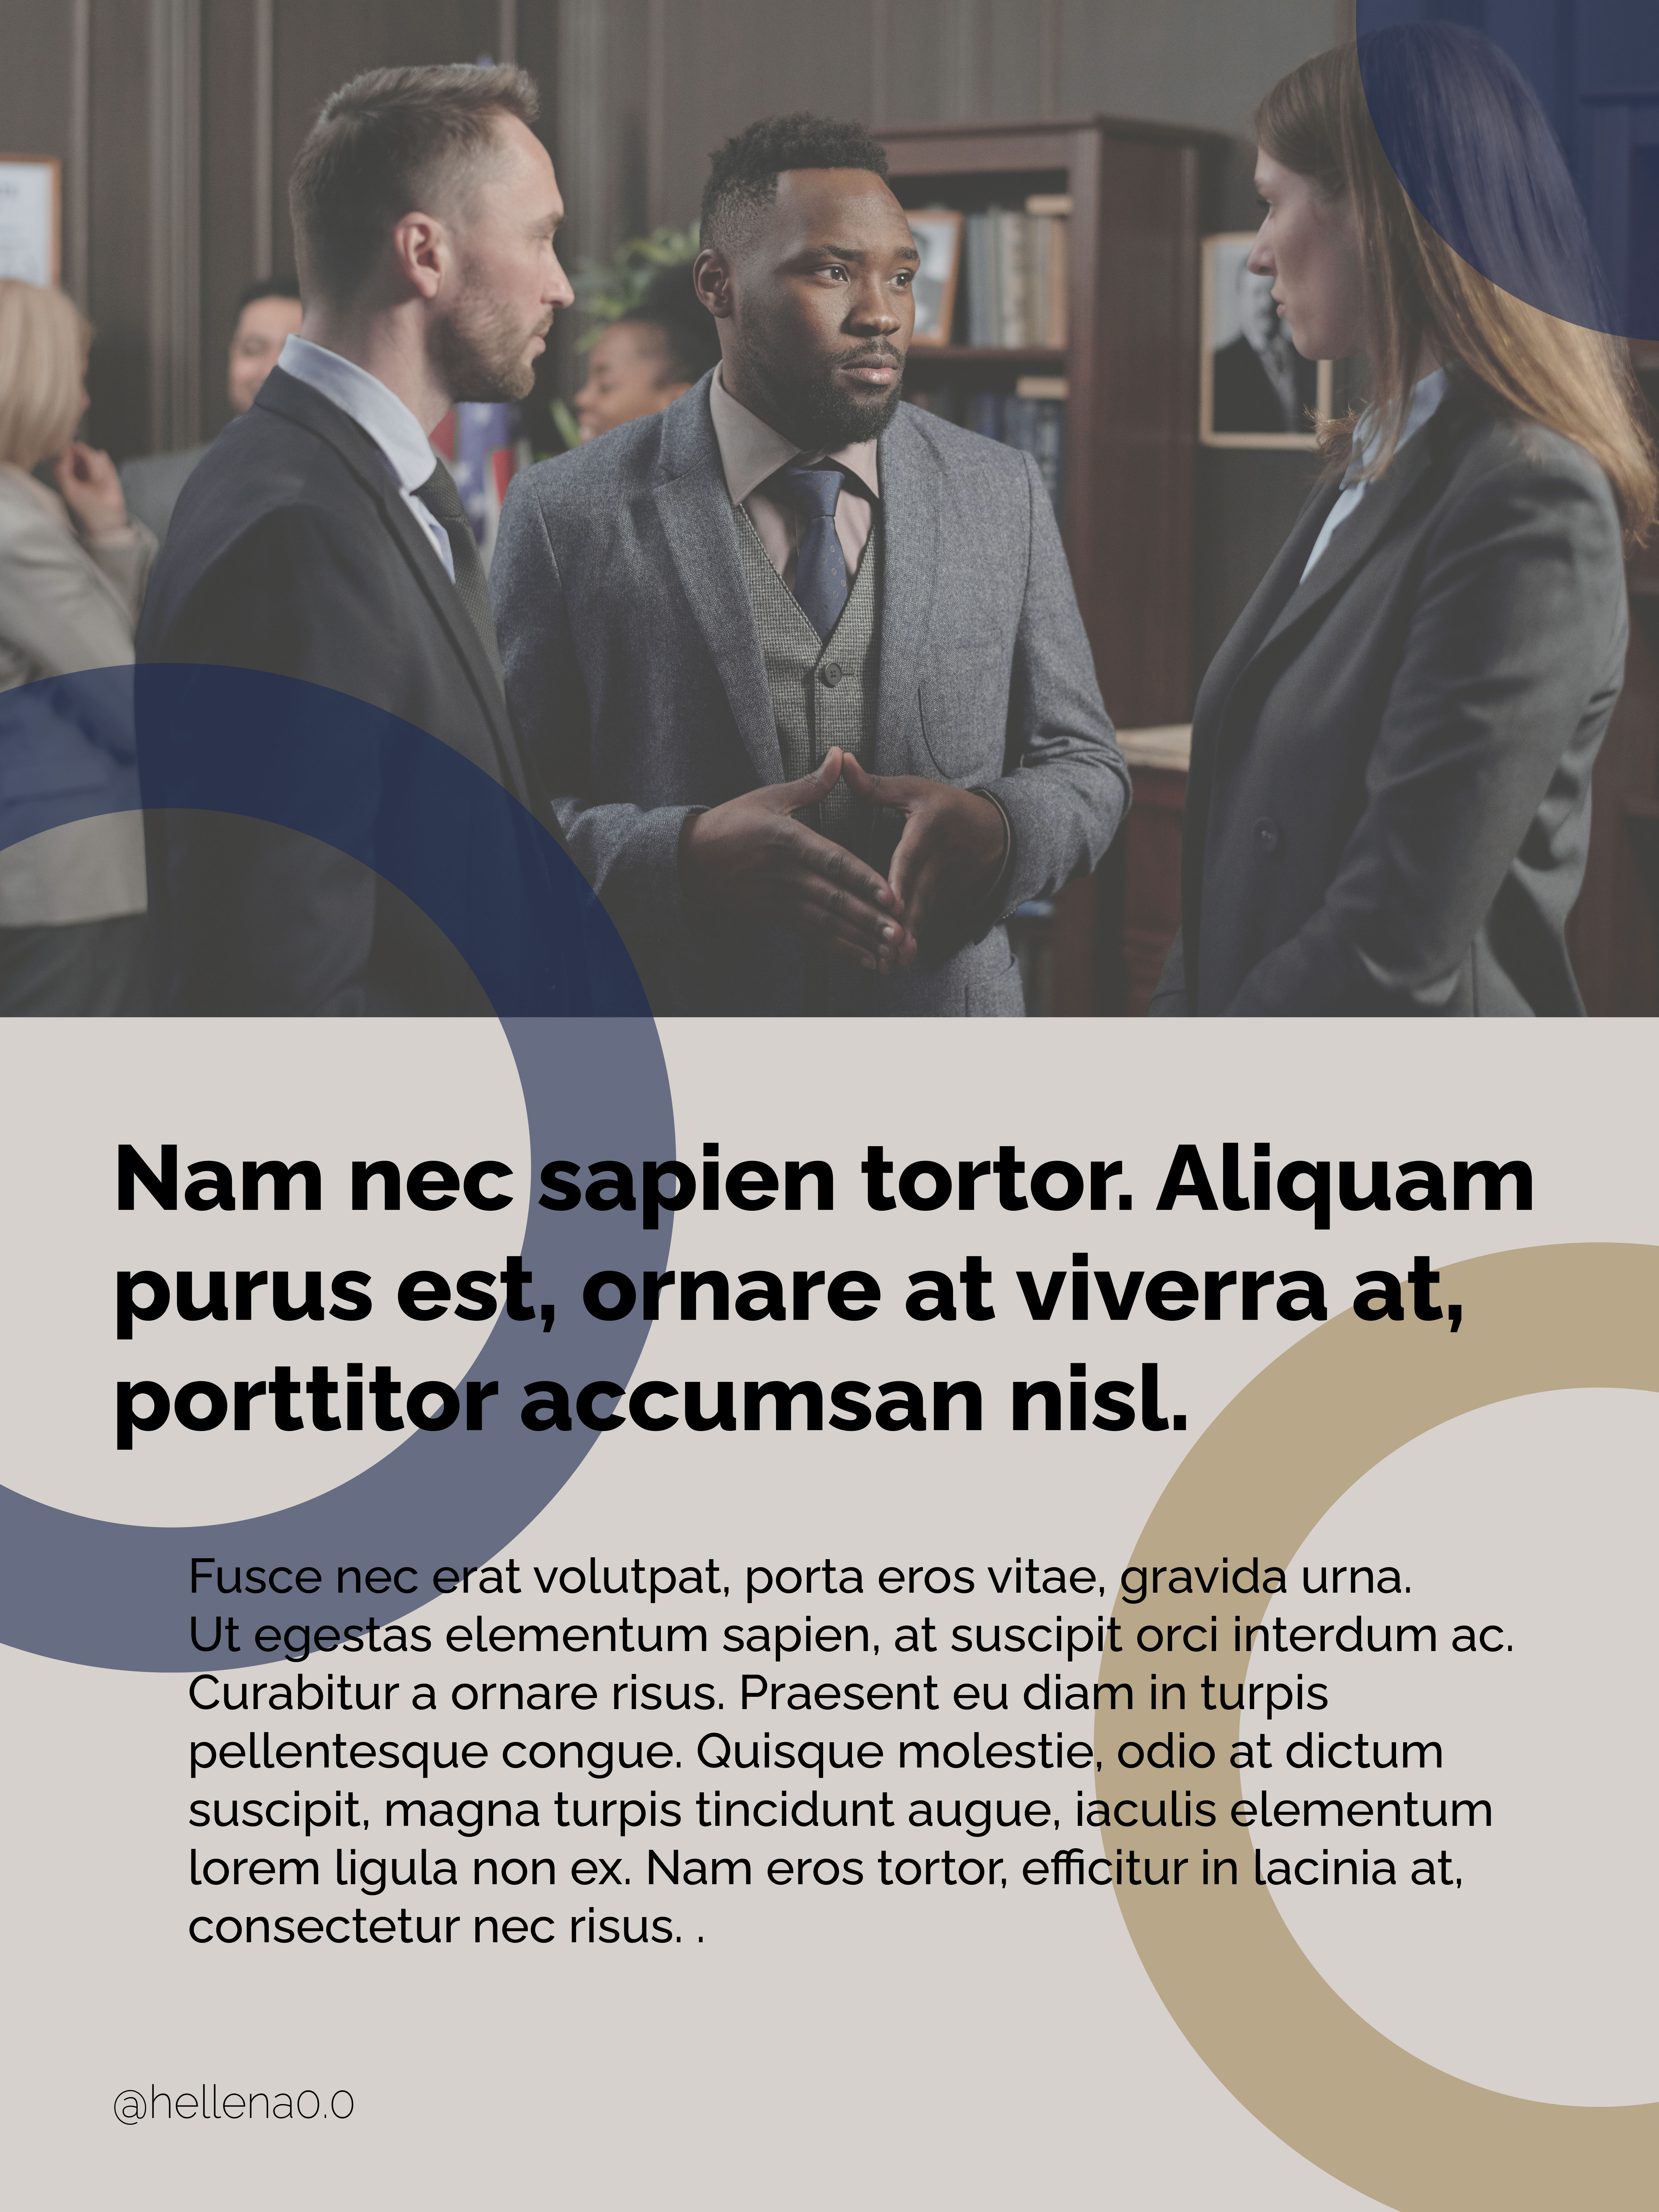 Nam nec sapien tortor. Aliquam
purus est, ornare at viverra at,
porttitor accumsan nisl.
Fusce nec erat volutpat, porta eros vitae, gravida urna.
Ut egestas elementum sapien, at suscipit orci interdum ac.
Curabitur a ornare risus. Praesent eu diam in turpis
pellentesque congue. Quisque molestie, odio at dictum
suscipit, magna turpis tincidunt augue, iaculis elementum
lorem ligula non ex. Nam eros tortor, efficitur in lacinia at,
consectetur nec risus. .
@hellena0.0